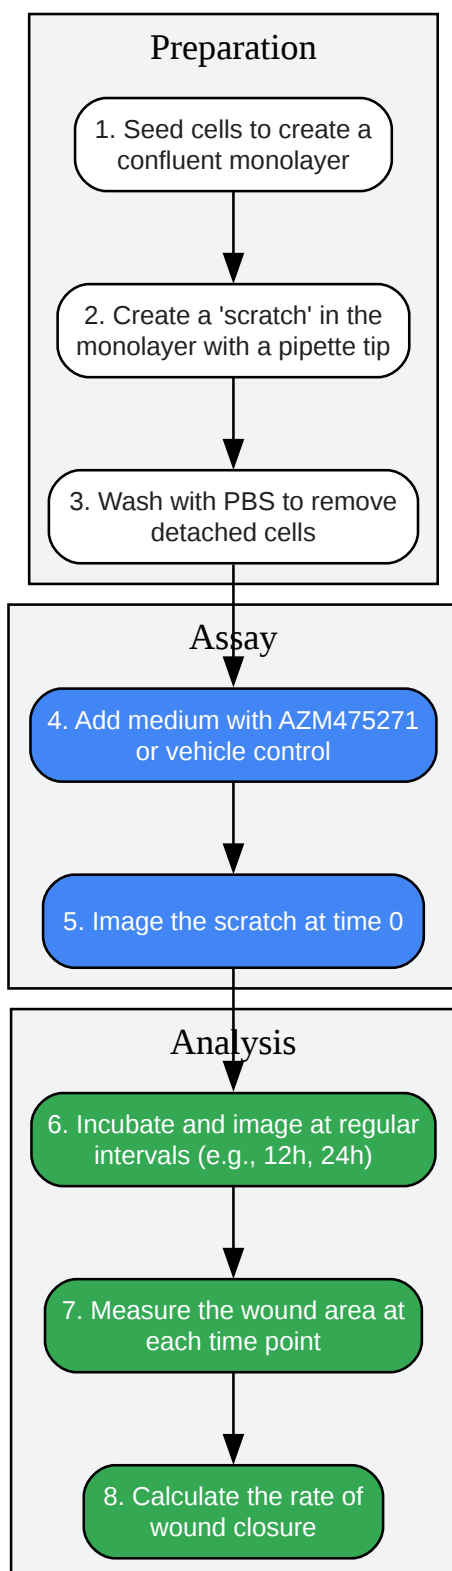 Preparation
1. Seed cells to create a
confluent monolayer
2. Create a 'scratch' in the
monolayer with a pipette tip
3. Wash with PBS to remove
detached cells
Assay
4. Add medium with AZM475271
or vehicle control
5. Image the scratch at time 0
Analysis
6. Incubate and image at regular
intervals (e.g., 12h, 24h)
7. Measure the wound area at
each time point
8. Calculate the rate of
wound closure